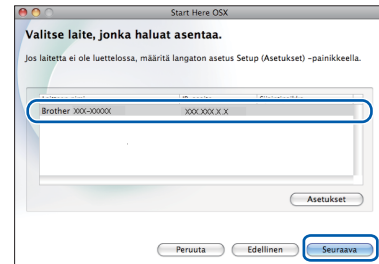 Start Here OSX
Valitse laite, jonka haluat asentaa.
Jos laitetta ei ole luettelossa, määritä langaton asetus Setup (Asetukset) -painikkeella.
Brother XXX-XXXXX XXX.XXX.X.X
Asetukset
Peruuta Edellinen Seuraava